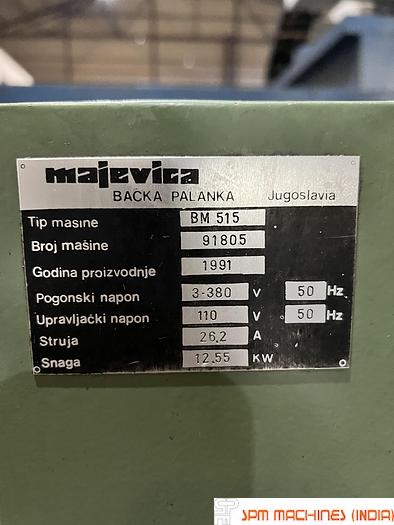 majevica
BAČKA PALANKA Jugoslavia
Tip masine BM 515
Broj mašine 91805
Godina proizvodnje 1991
Pogonski napon 3-380 V 50 Hz
Upravljački napon 110 V 50 Hz
Struja 26,2 A
Snaga 12.55 KW
SPM MACHINES (INDIA)